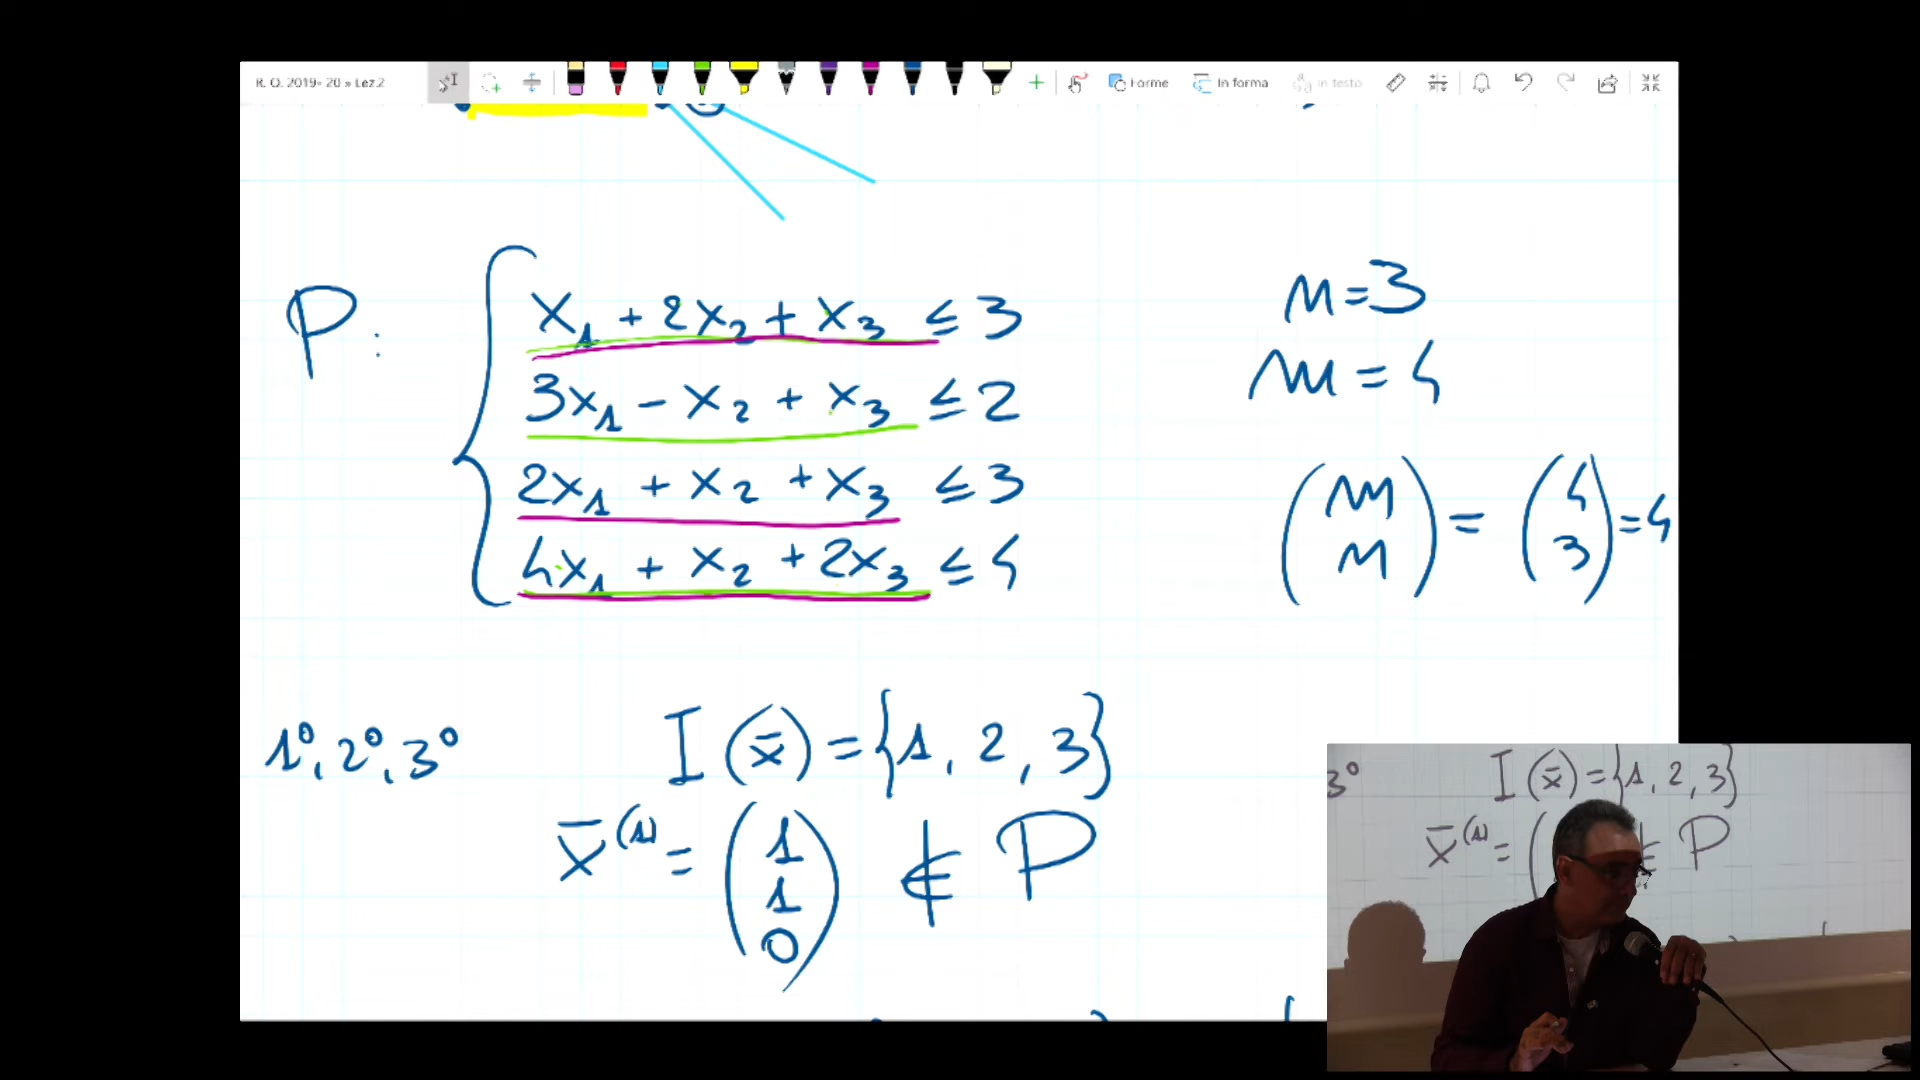 R. O. 2019-20 » Lez.2
Forme
In forma
in testo
P:
x₁ + 2x₂ + x₃ ≤ 3
3x₁ - x₂ + x₃ ≤ 2
2x₁ + x₂ + x₃ ≤ 3
4x₁ + x₂ + 2x₃ ≤ 4
n=3
m = 4
(m n) = (4 3) = 4
1°, 2°, 3°
I (x̄) = {1, 2, 3}
x̄⁽¹⁾ = (1 1 0) ∉ P
3°
I (x̄) = {1, 2, 3}
x̄⁽¹⁾ = ( ∉ P